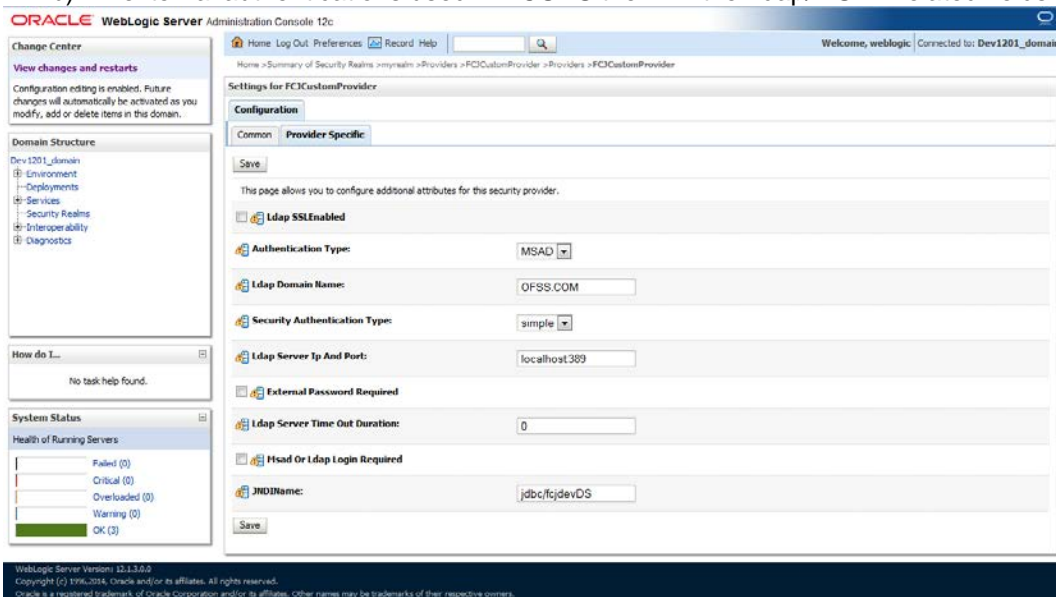 ORACLE WebLogic Server Administration Console 12c
Change Center
View changes and restarts
Configuration editing is enabled. Future
changes will automatically be activated as you
modify, add or delete items in this domain.
Domain Structure
Dev1201_domain
Environment
Deployments
Services
Security Realms
Interoperability
Diagnostics
How do I...
No task help found.
System Status
Health of Running Servers
Failed (0)
Critical (0)
Overloaded (0)
Warning (0)
OK (3)
Home Log Out Preferences Record Help
Welcome, weblogic Connected to: Dev1201_domain
Home >Summary of Security Realms >myrealm >Providers >FCJCustomProvider >Providers >FCJCustomProvider
Settings for FCJCustomProvider
Configuration
Common Provider Specific
Save
This page allows you to configure additional attributes for this security provider.
Ldap SSLEnabled
Authentication Type: MSAD
Ldap Domain Name: OFSS.COM
Security Authentication Type: simple
Ldap Server Ip And Port: localhost:389
External Password Required
Ldap Server Time Out Duration: 0
Msad Or Ldap Login Required
JNDIName: jdbc/fcjdevDS
Save
WebLogic Server Version: 12.1.3.0.0
Copyright (c) 1996,2014, Oracle and/or its affiliates. All rights reserved.
Oracle is a registered trademark of Oracle Corporation and/or its affiliates. Other names may be trademarks of their respective owners.